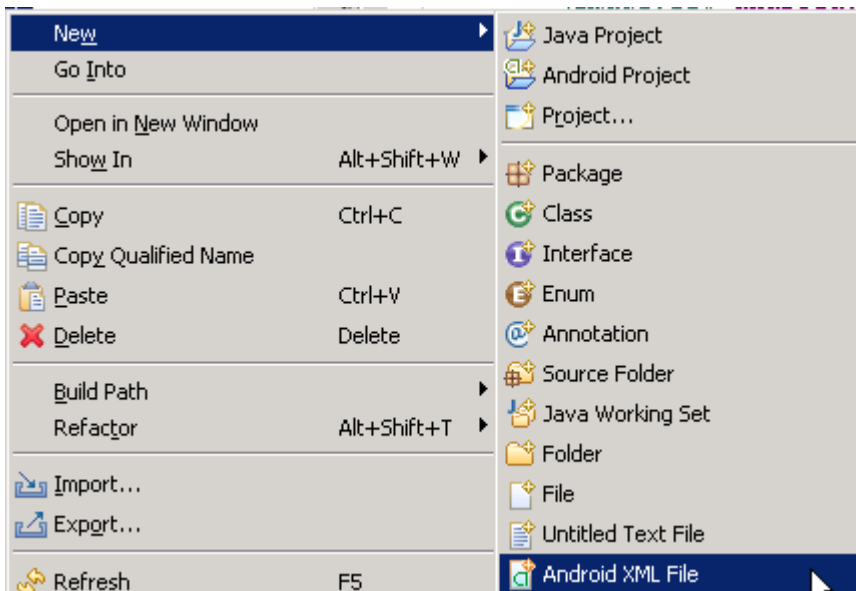 New
Go Into
Open in New Window
Show In Alt+Shift+W
Copy Ctrl+C
Copy Qualified Name
Paste Ctrl+V
Delete Delete
Build Path
Refactor Alt+Shift+T
Import...
Export...
Refresh F5
Java Project
Android Project
Project...
Package
Class
Interface
Enum
Annotation
Source Folder
Java Working Set
Folder
File
Untitled Text File
Android XML File